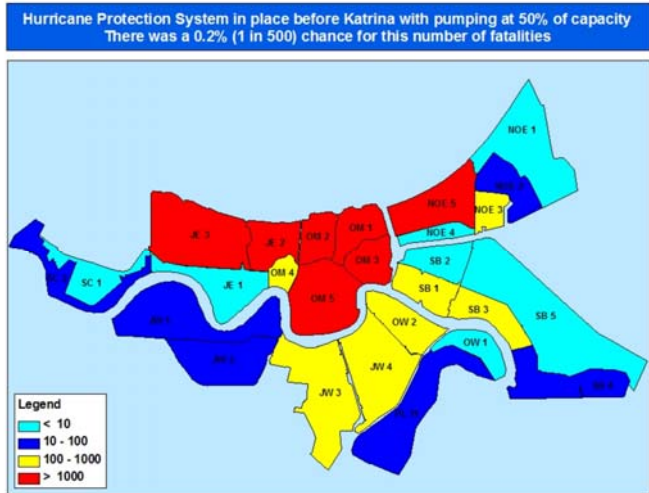 Hurricane Protection System in place before Katrina with pumping at 50% of capacity
There was a 0.2% (1 in 500) chance for this number of fatalities
NOE 1
NOE 5
NOE 3
NOE 4
OM 1
OM 2
JE 3
JE 2
OM 3
SB 2
OM 4
SC 1
JE 1
SB 1
OM 5
SB 3
SB 5
OW 2
OW 1
JW 4
JW 3
Legend
< 10
10 - 100
100 - 1000
> 1000